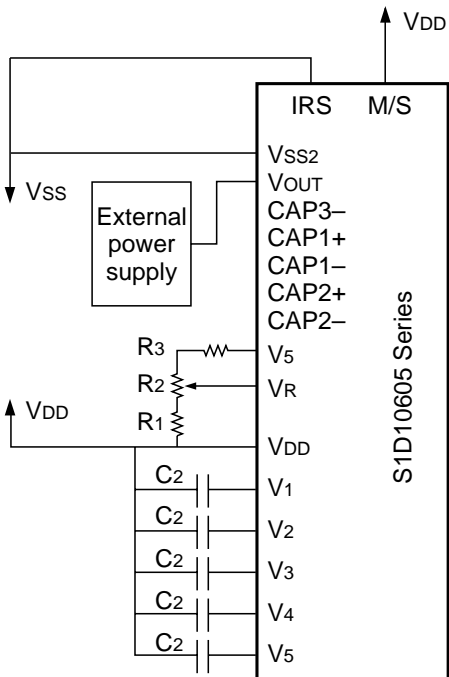 VDD
IRS M/S
VSS2
VSS
VOUT
External
power
supply
CAP3–
CAP1+
CAP1–
CAP2+
CAP2–
R3
V5
R2
VR
VDD
R1
VDD
C2
V1
C2
V2
C2
V3
C2
V4
C2
V5
S1D10605 Series